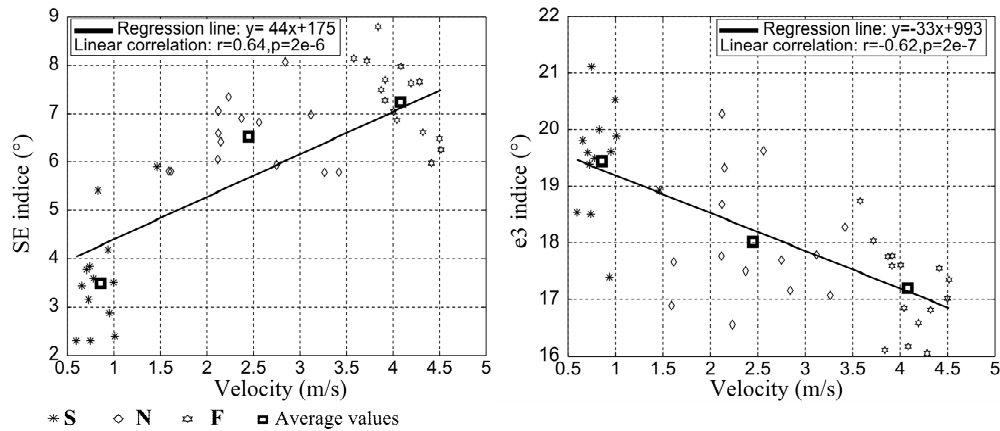 Regression line: y= 44x+175
Linear correlation: r=0.64,p=2e-6
SE indice (°)
9
8
7
6
5
4
3
2
0.5 1 1.5 2 2.5 3 3.5 4 4.5 5
Velocity (m/s)
Regression line: y=-33x+993
Linear correlation: r=-0.62,p=2e-7
e3 indice (°)
22
21
20
19
18
17
16
0.5 1 1.5 2 2.5 3 3.5 4 4.5 5
Velocity (m/s)
S N F Average values